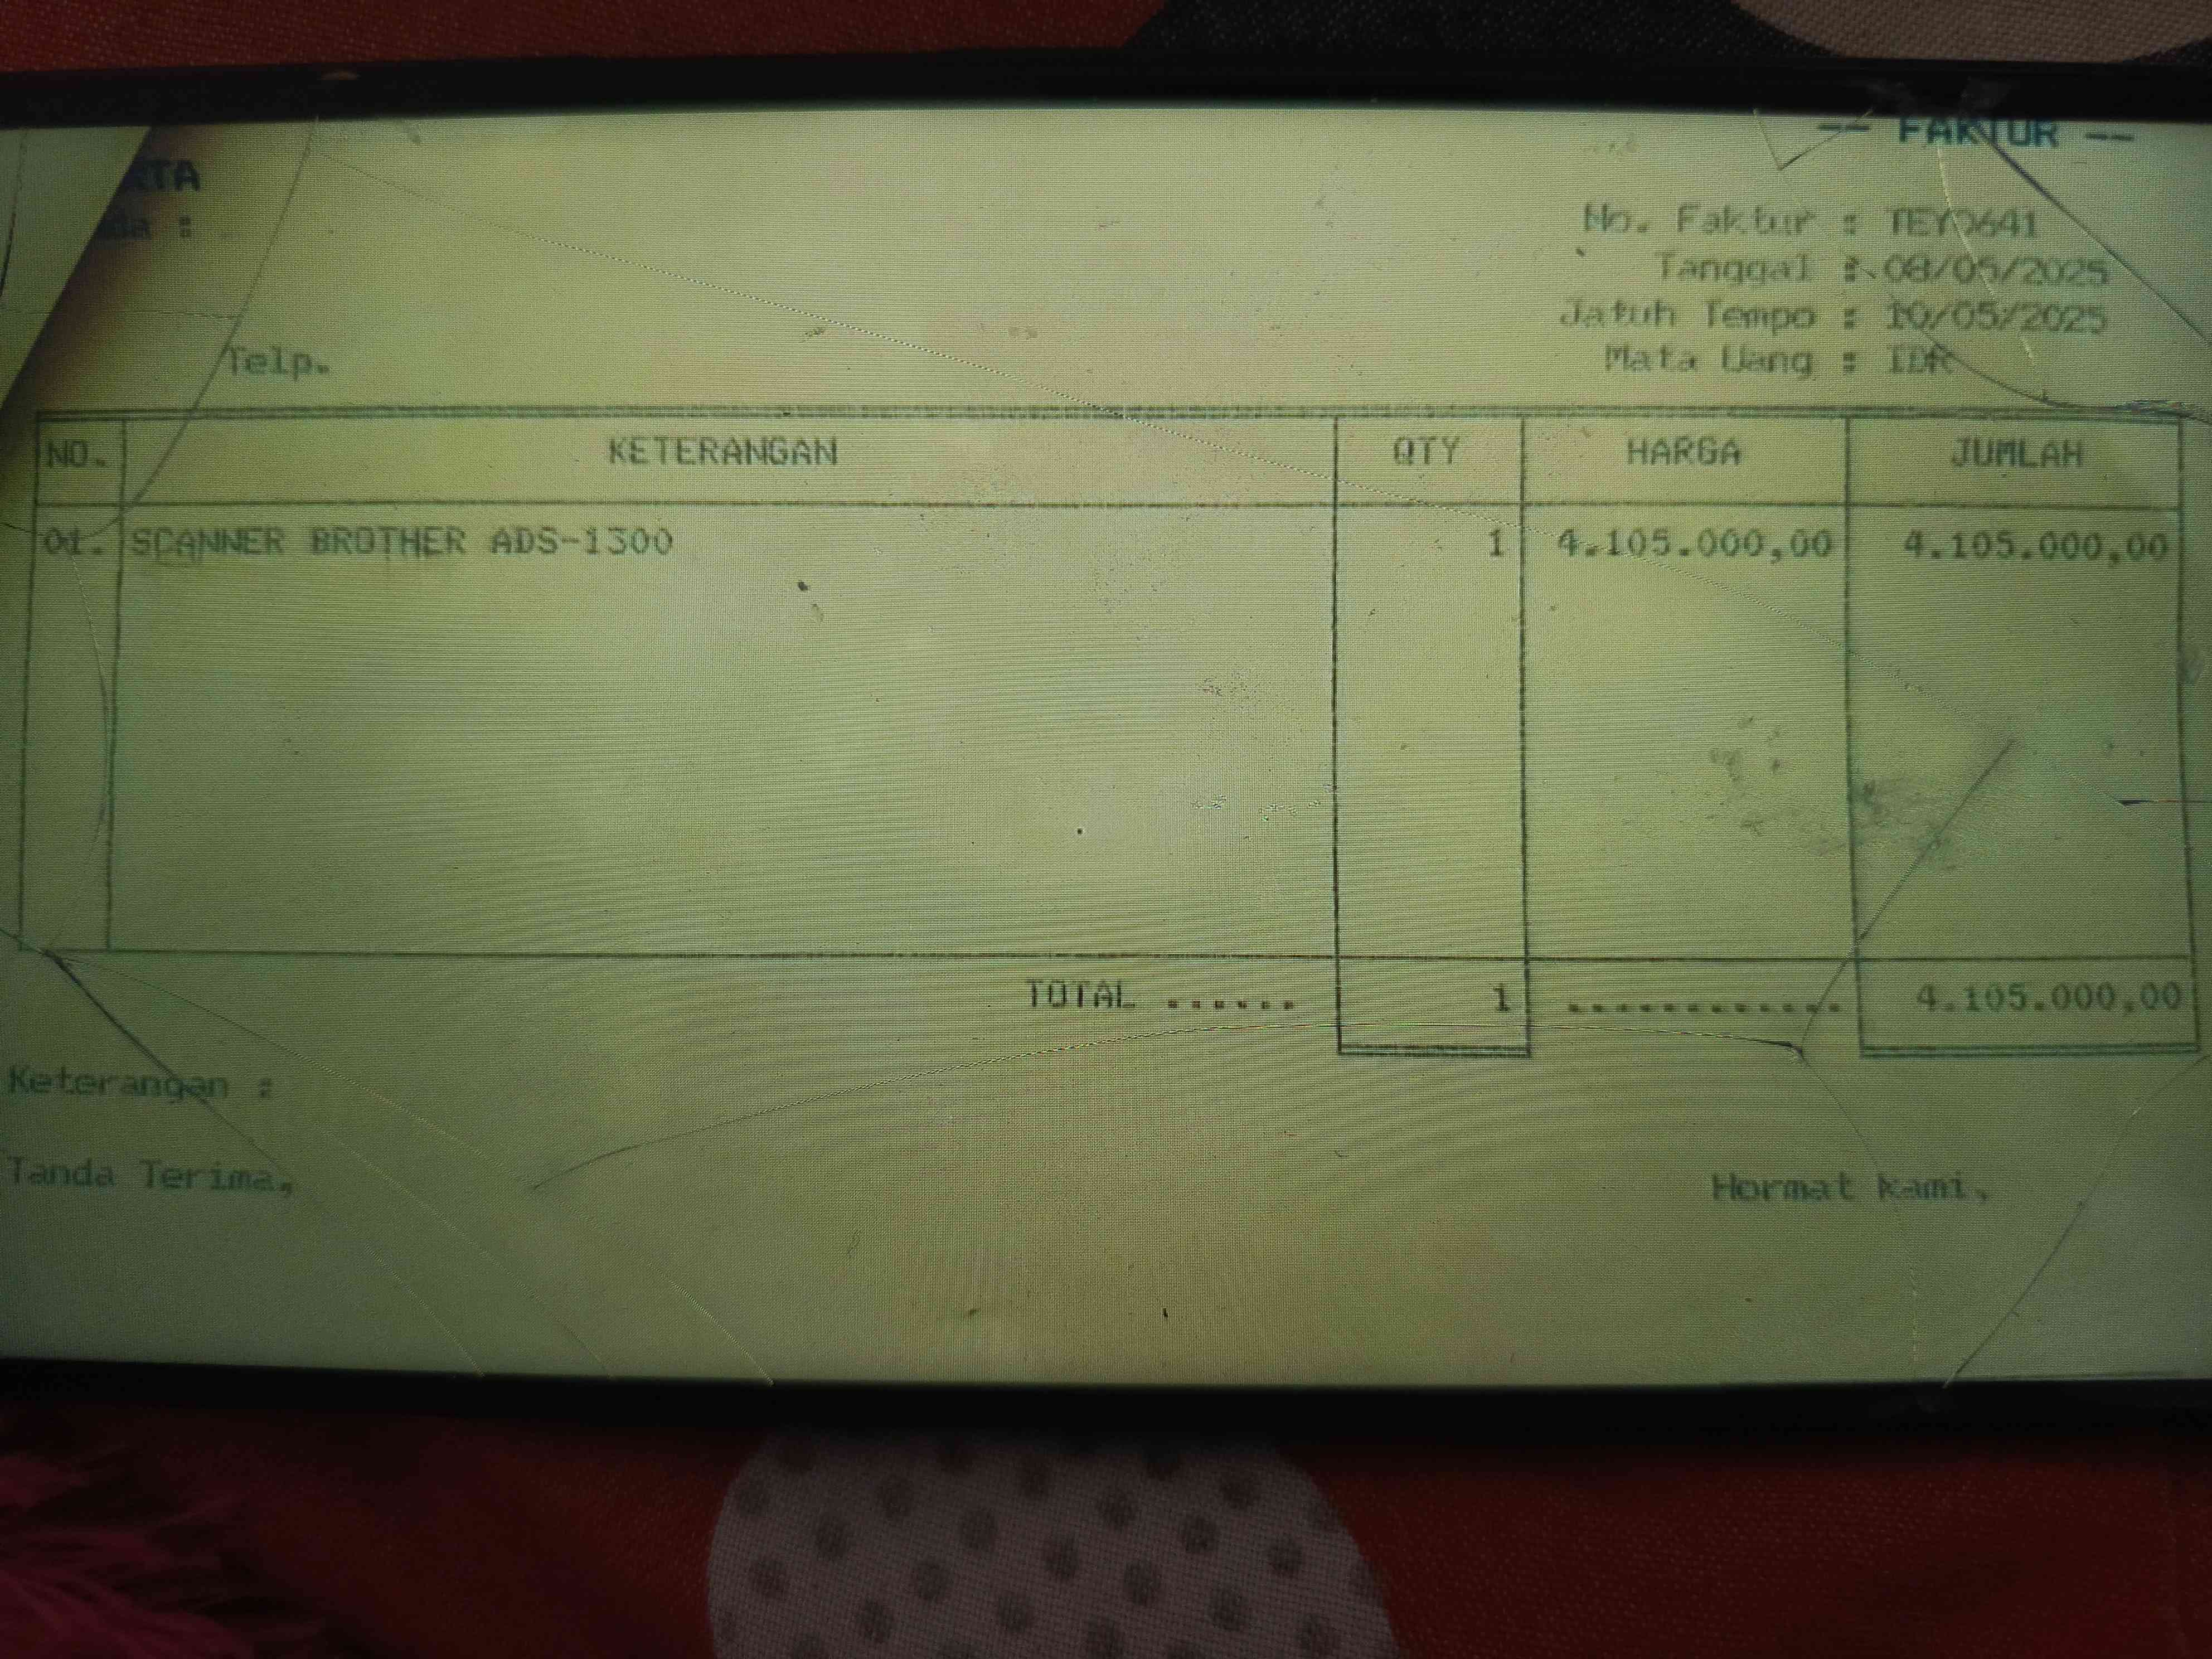 -- FAKTUR --
No. Faktur : TEY0641
Tanggal : 08/05/2025
Jatuh Tempo : 10/05/2025
Telp.
Mata Uang : IDR
NO. KETERANGAN QTY HARGA JUMLAH
01. SCANNER BROTHER ADS-1300 1 4.105.000,00 4.105.000,00
TOTAL ...... 1 ............ 4.105.000,00
Keterangan :
Tanda Terima,
Hormat kami,